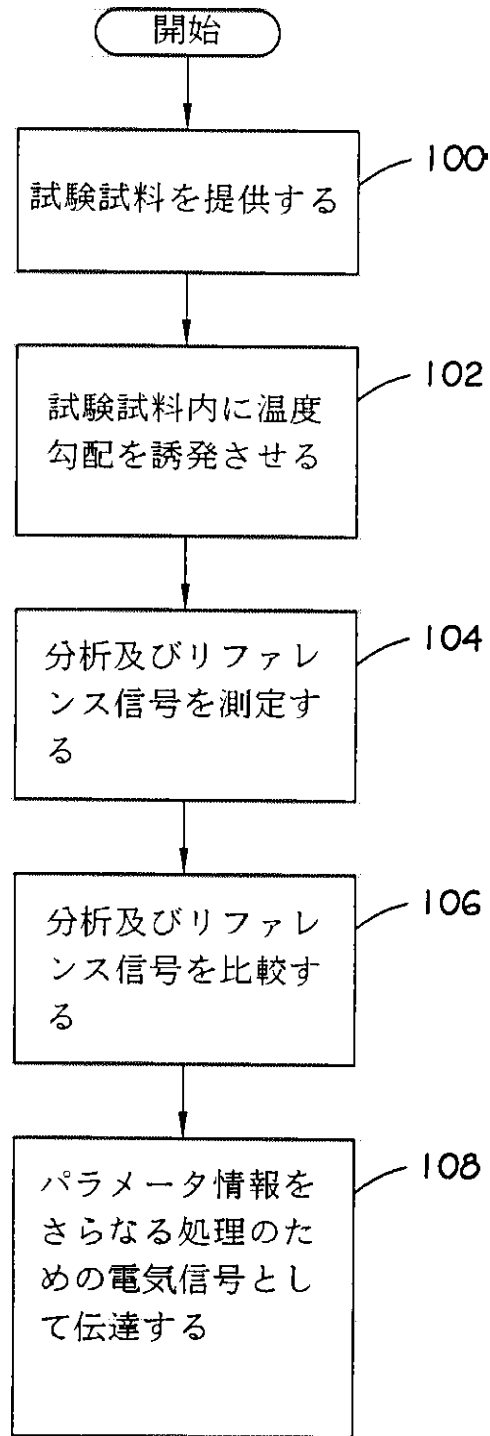 開始
100
試験試料を提供する
102
試験試料内に温度
勾配を誘発させる
104
分析及びリファレ
ンス信号を測定す
る
106
分析及びリファレ
ンス信号を比較す
る
108
パラメータ情報を
さらなる処理のた
めの電気信号とし
て伝達する